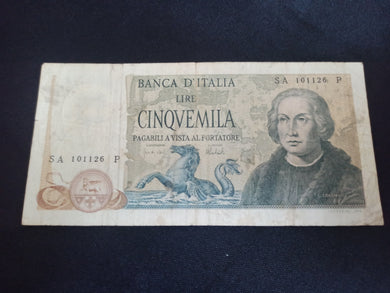 BANCA D'ITALIA
SA 101126 P
LIRE
CINQVEMILA
PAGABILI A VISTA AL PORTATORE
SA 101126 P